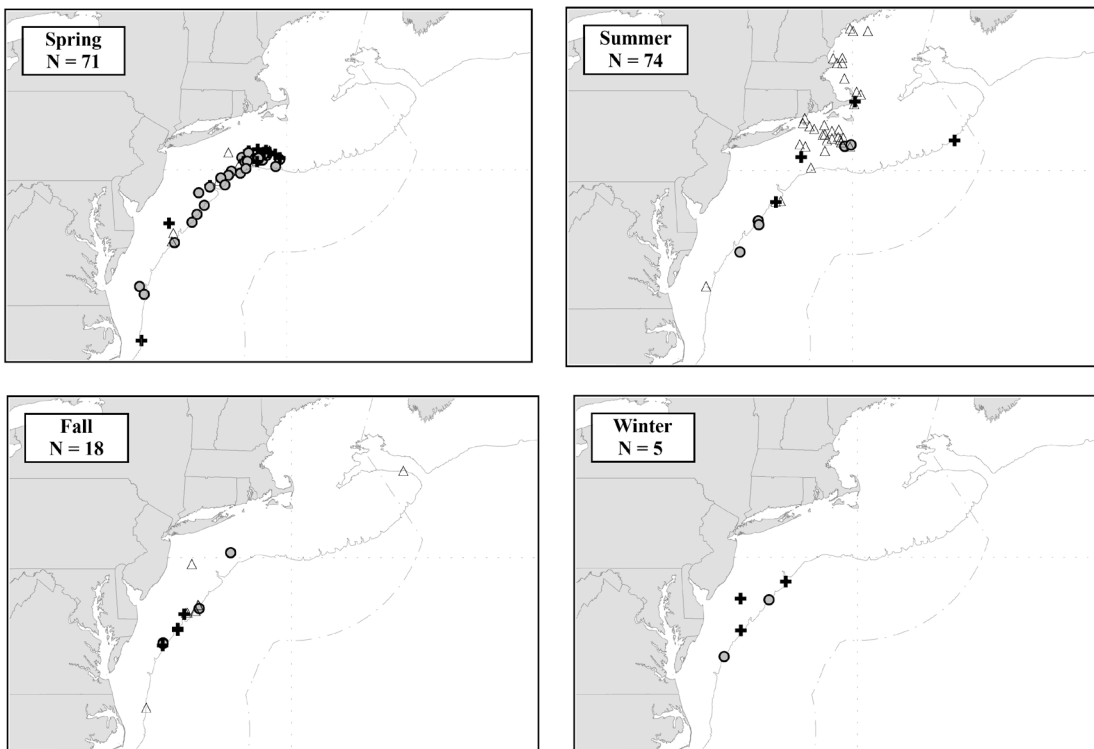 Spring
N = 71
Summer
N = 74
Fall
N = 18
Winter
N = 5